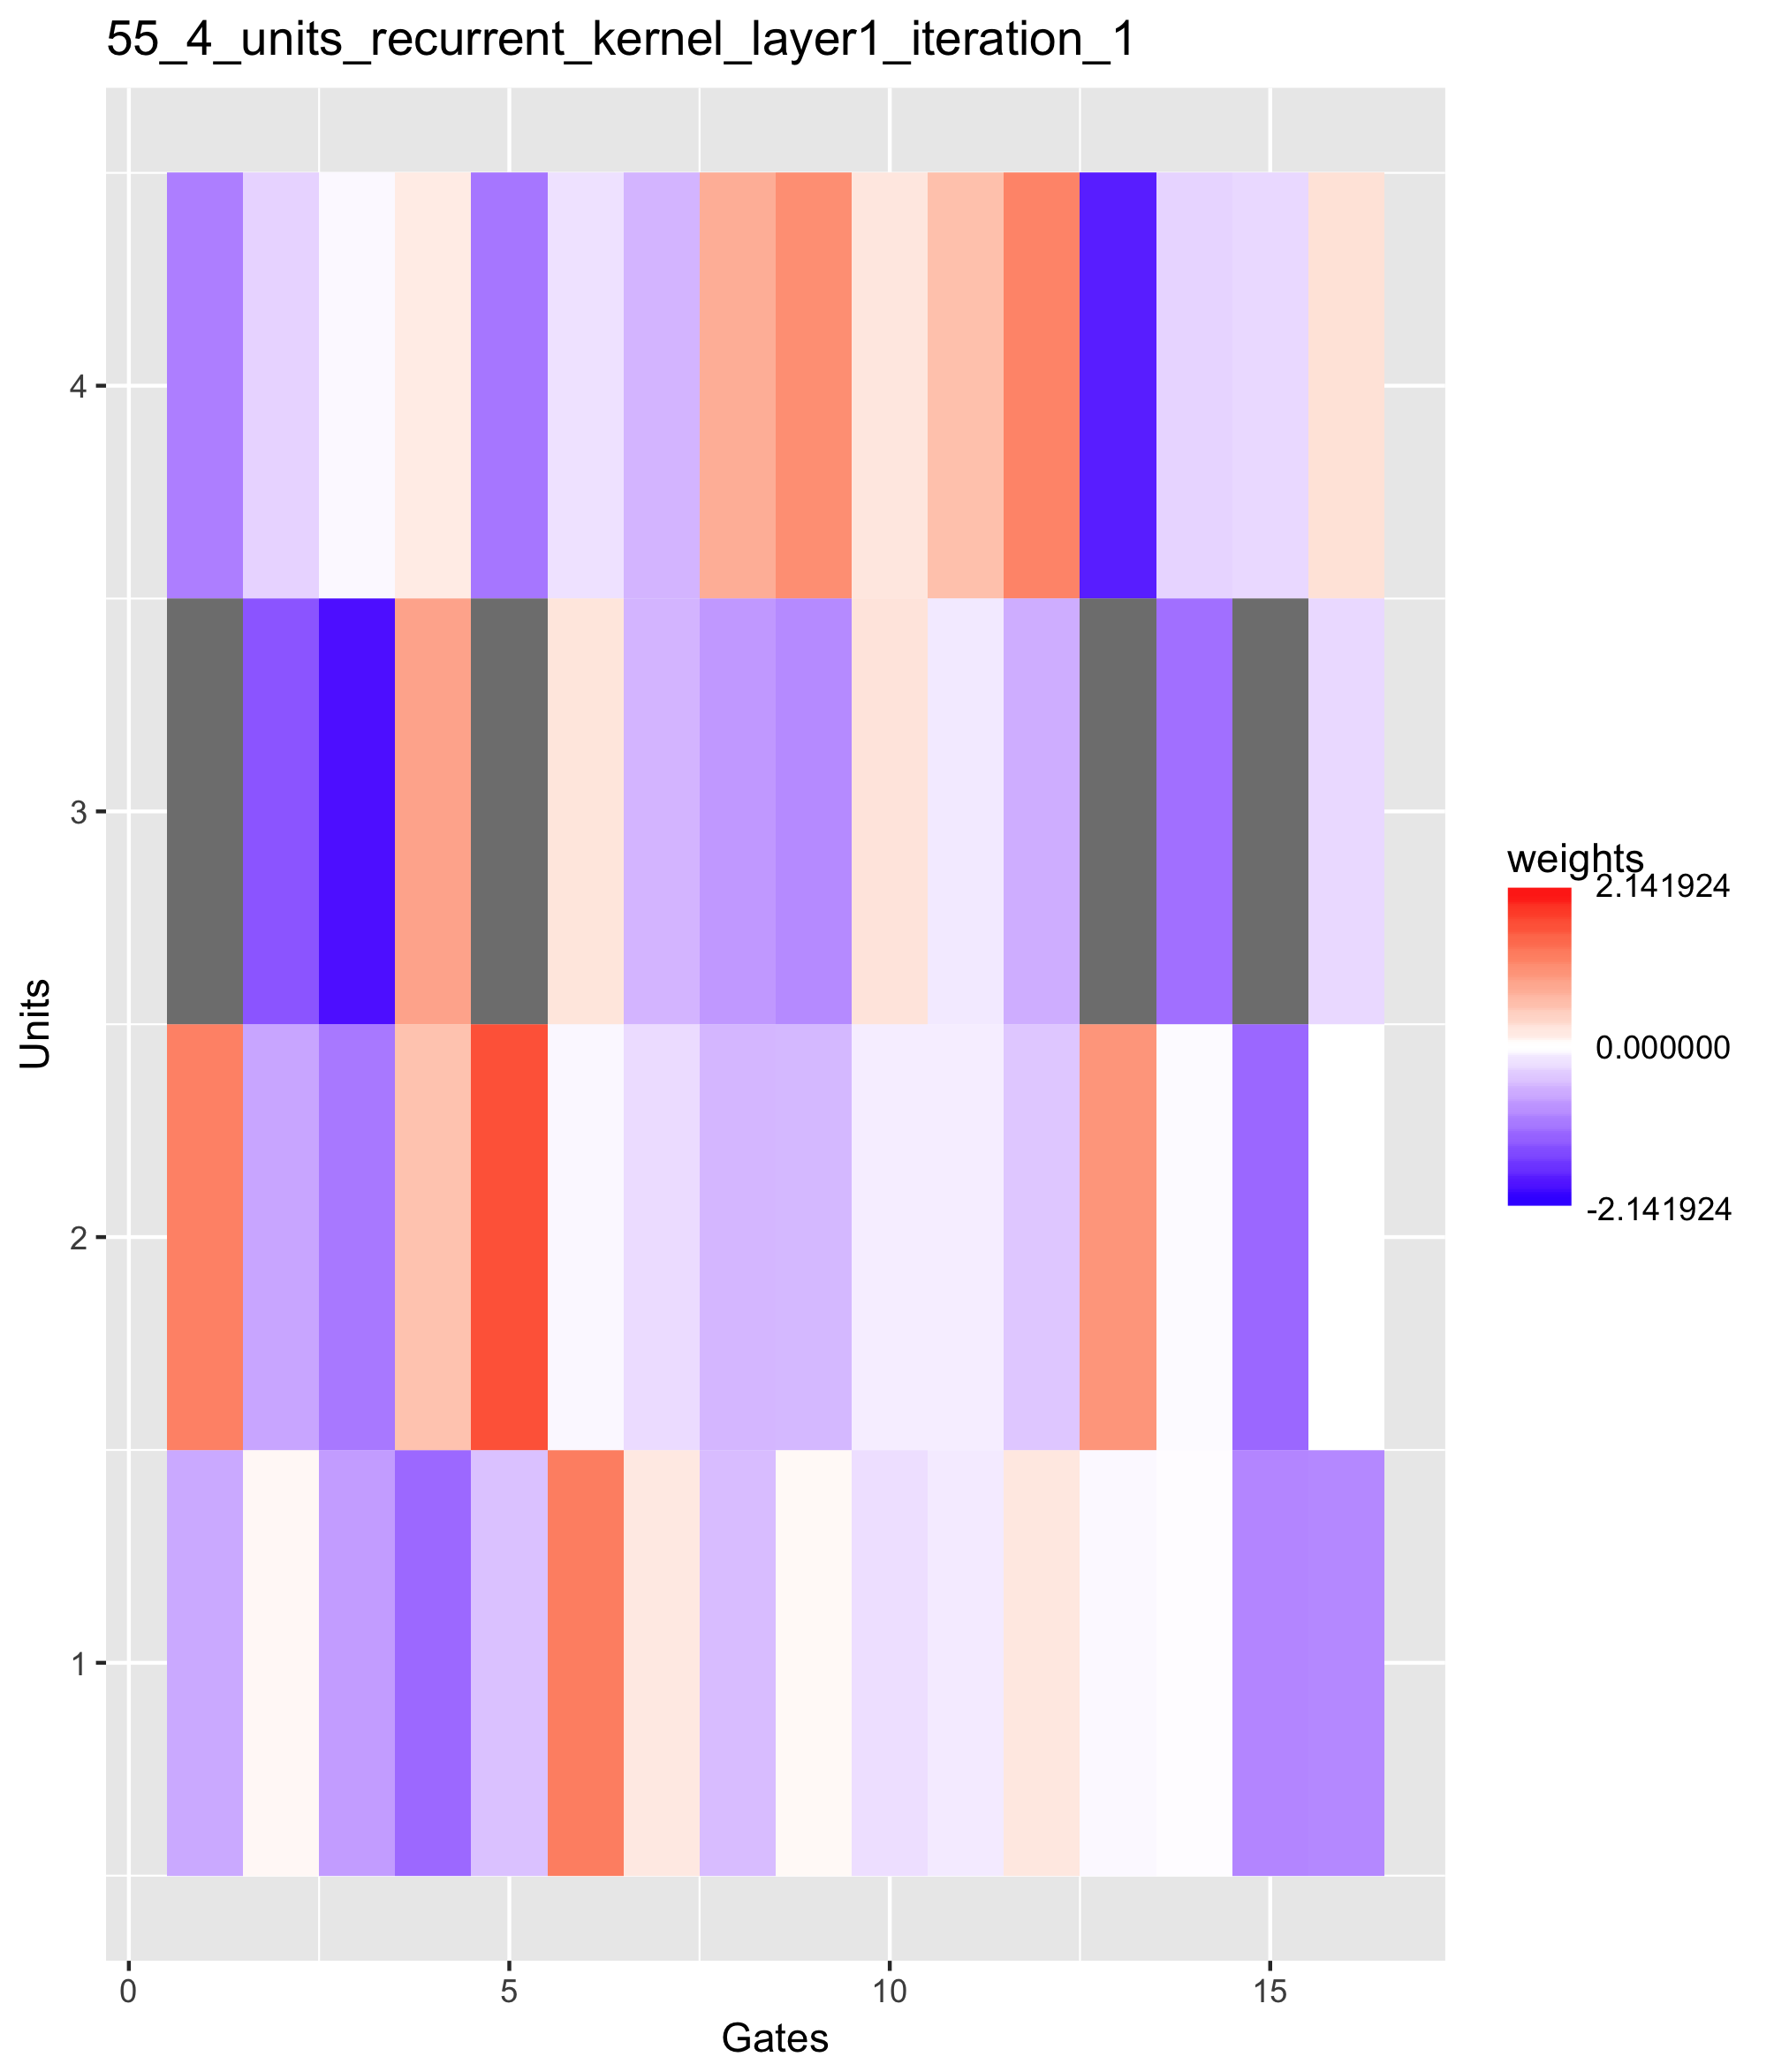 55_4_units_recurrent_kernel_layer1_iteration_1
4
3
2
1
Units
0
5
10
15
Gates
weights
2.141924
0.000000
-2.141924